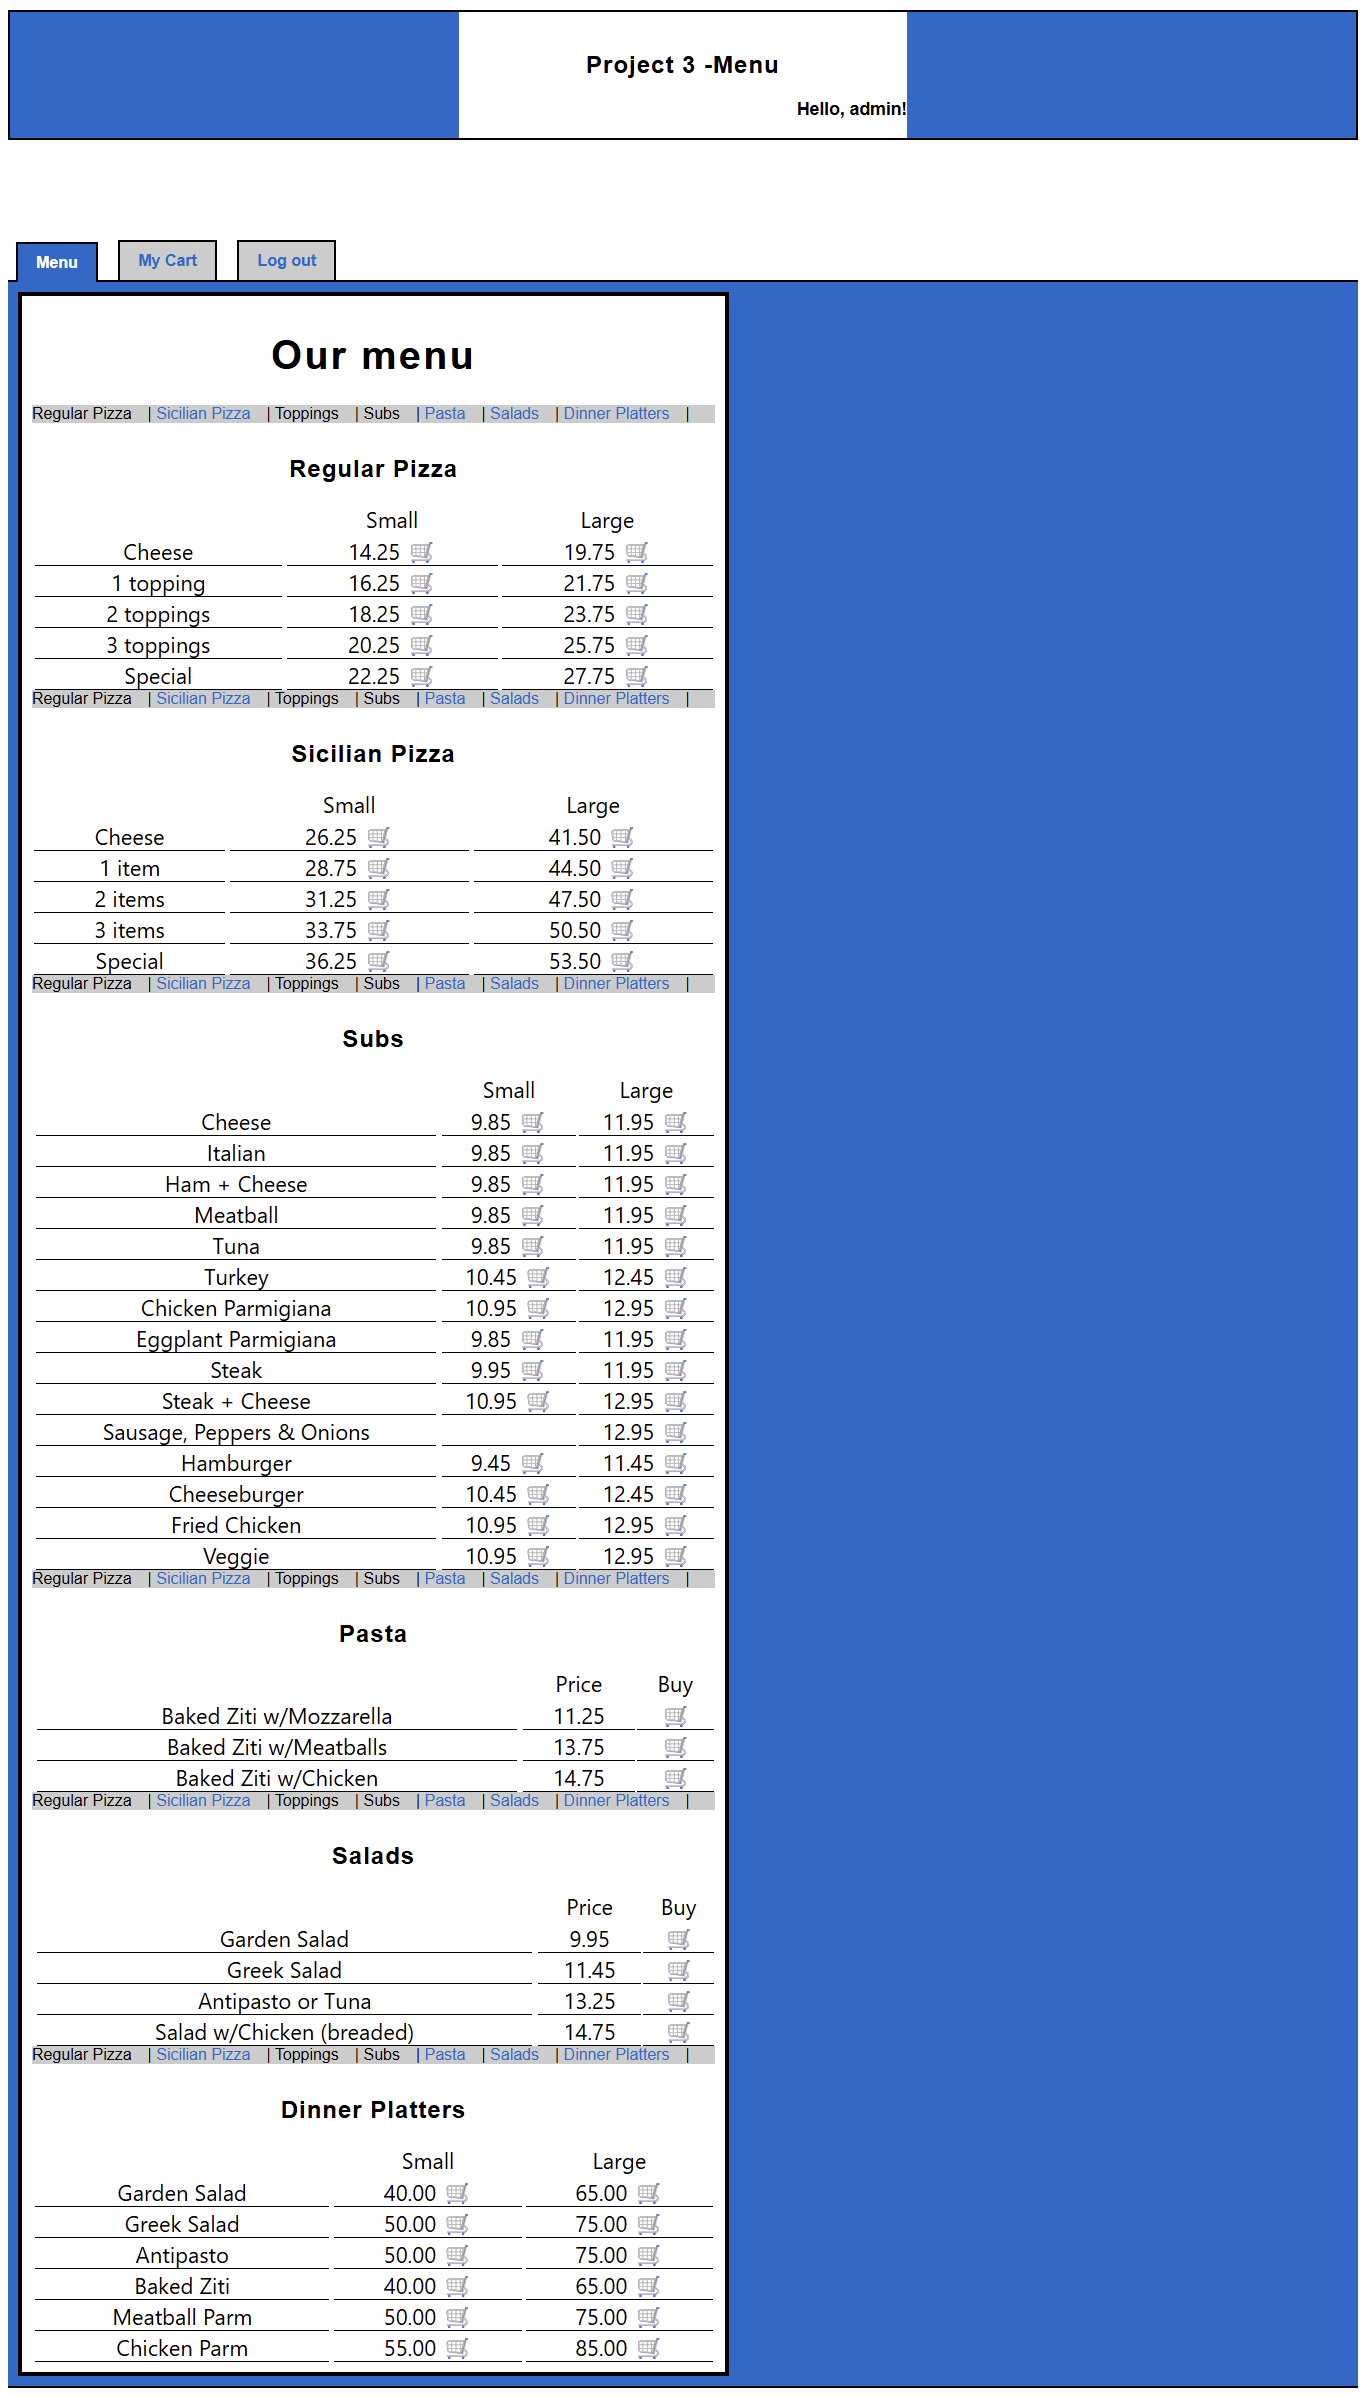 Project 3 -Menu
Hello, admin!
Menu My Cart Log out
Our menu
Regular Pizza | Sicilian Pizza | Toppings | Subs | Pasta | Salads | Dinner Platters |
Regular Pizza
Small Large
Cheese 14.25 19.75
1 topping 16.25 21.75
2 toppings 18.25 23.75
3 toppings 20.25 25.75
Special 22.25 27.75
Regular Pizza | Sicilian Pizza | Toppings | Subs | Pasta | Salads | Dinner Platters |
Sicilian Pizza
Small Large
Cheese 26.25 41.50
1 item 28.75 44.50
2 items 31.25 47.50
3 items 33.75 50.50
Special 36.25 53.50
Regular Pizza | Sicilian Pizza | Toppings | Subs | Pasta | Salads | Dinner Platters |
Subs
Small Large
Cheese 9.85 11.95
Italian 9.85 11.95
Ham + Cheese 9.85 11.95
Meatball 9.85 11.95
Tuna 9.85 11.95
Turkey 10.45 12.45
Chicken Parmigiana 10.95 12.95
Eggplant Parmigiana 9.85 11.95
Steak 9.95 11.95
Steak + Cheese 10.95 12.95
Sausage, Peppers & Onions 12.95
Hamburger 9.45 11.45
Cheeseburger 10.45 12.45
Fried Chicken 10.95 12.95
Veggie 10.95 12.95
Regular Pizza | Sicilian Pizza | Toppings | Subs | Pasta | Salads | Dinner Platters |
Pasta
Price Buy
Baked Ziti w/Mozzarella 11.25
Baked Ziti w/Meatballs 13.75
Baked Ziti w/Chicken 14.75
Regular Pizza | Sicilian Pizza | Toppings | Subs | Pasta | Salads | Dinner Platters |
Salads
Price Buy
Garden Salad 9.95
Greek Salad 11.45
Antipasto or Tuna 13.25
Salad w/Chicken (breaded) 14.75
Regular Pizza | Sicilian Pizza | Toppings | Subs | Pasta | Salads | Dinner Platters |
Dinner Platters
Small Large
Garden Salad 40.00 65.00
Greek Salad 50.00 75.00
Antipasto 50.00 75.00
Baked Ziti 40.00 65.00
Meatball Parm 50.00 75.00
Chicken Parm 55.00 85.00